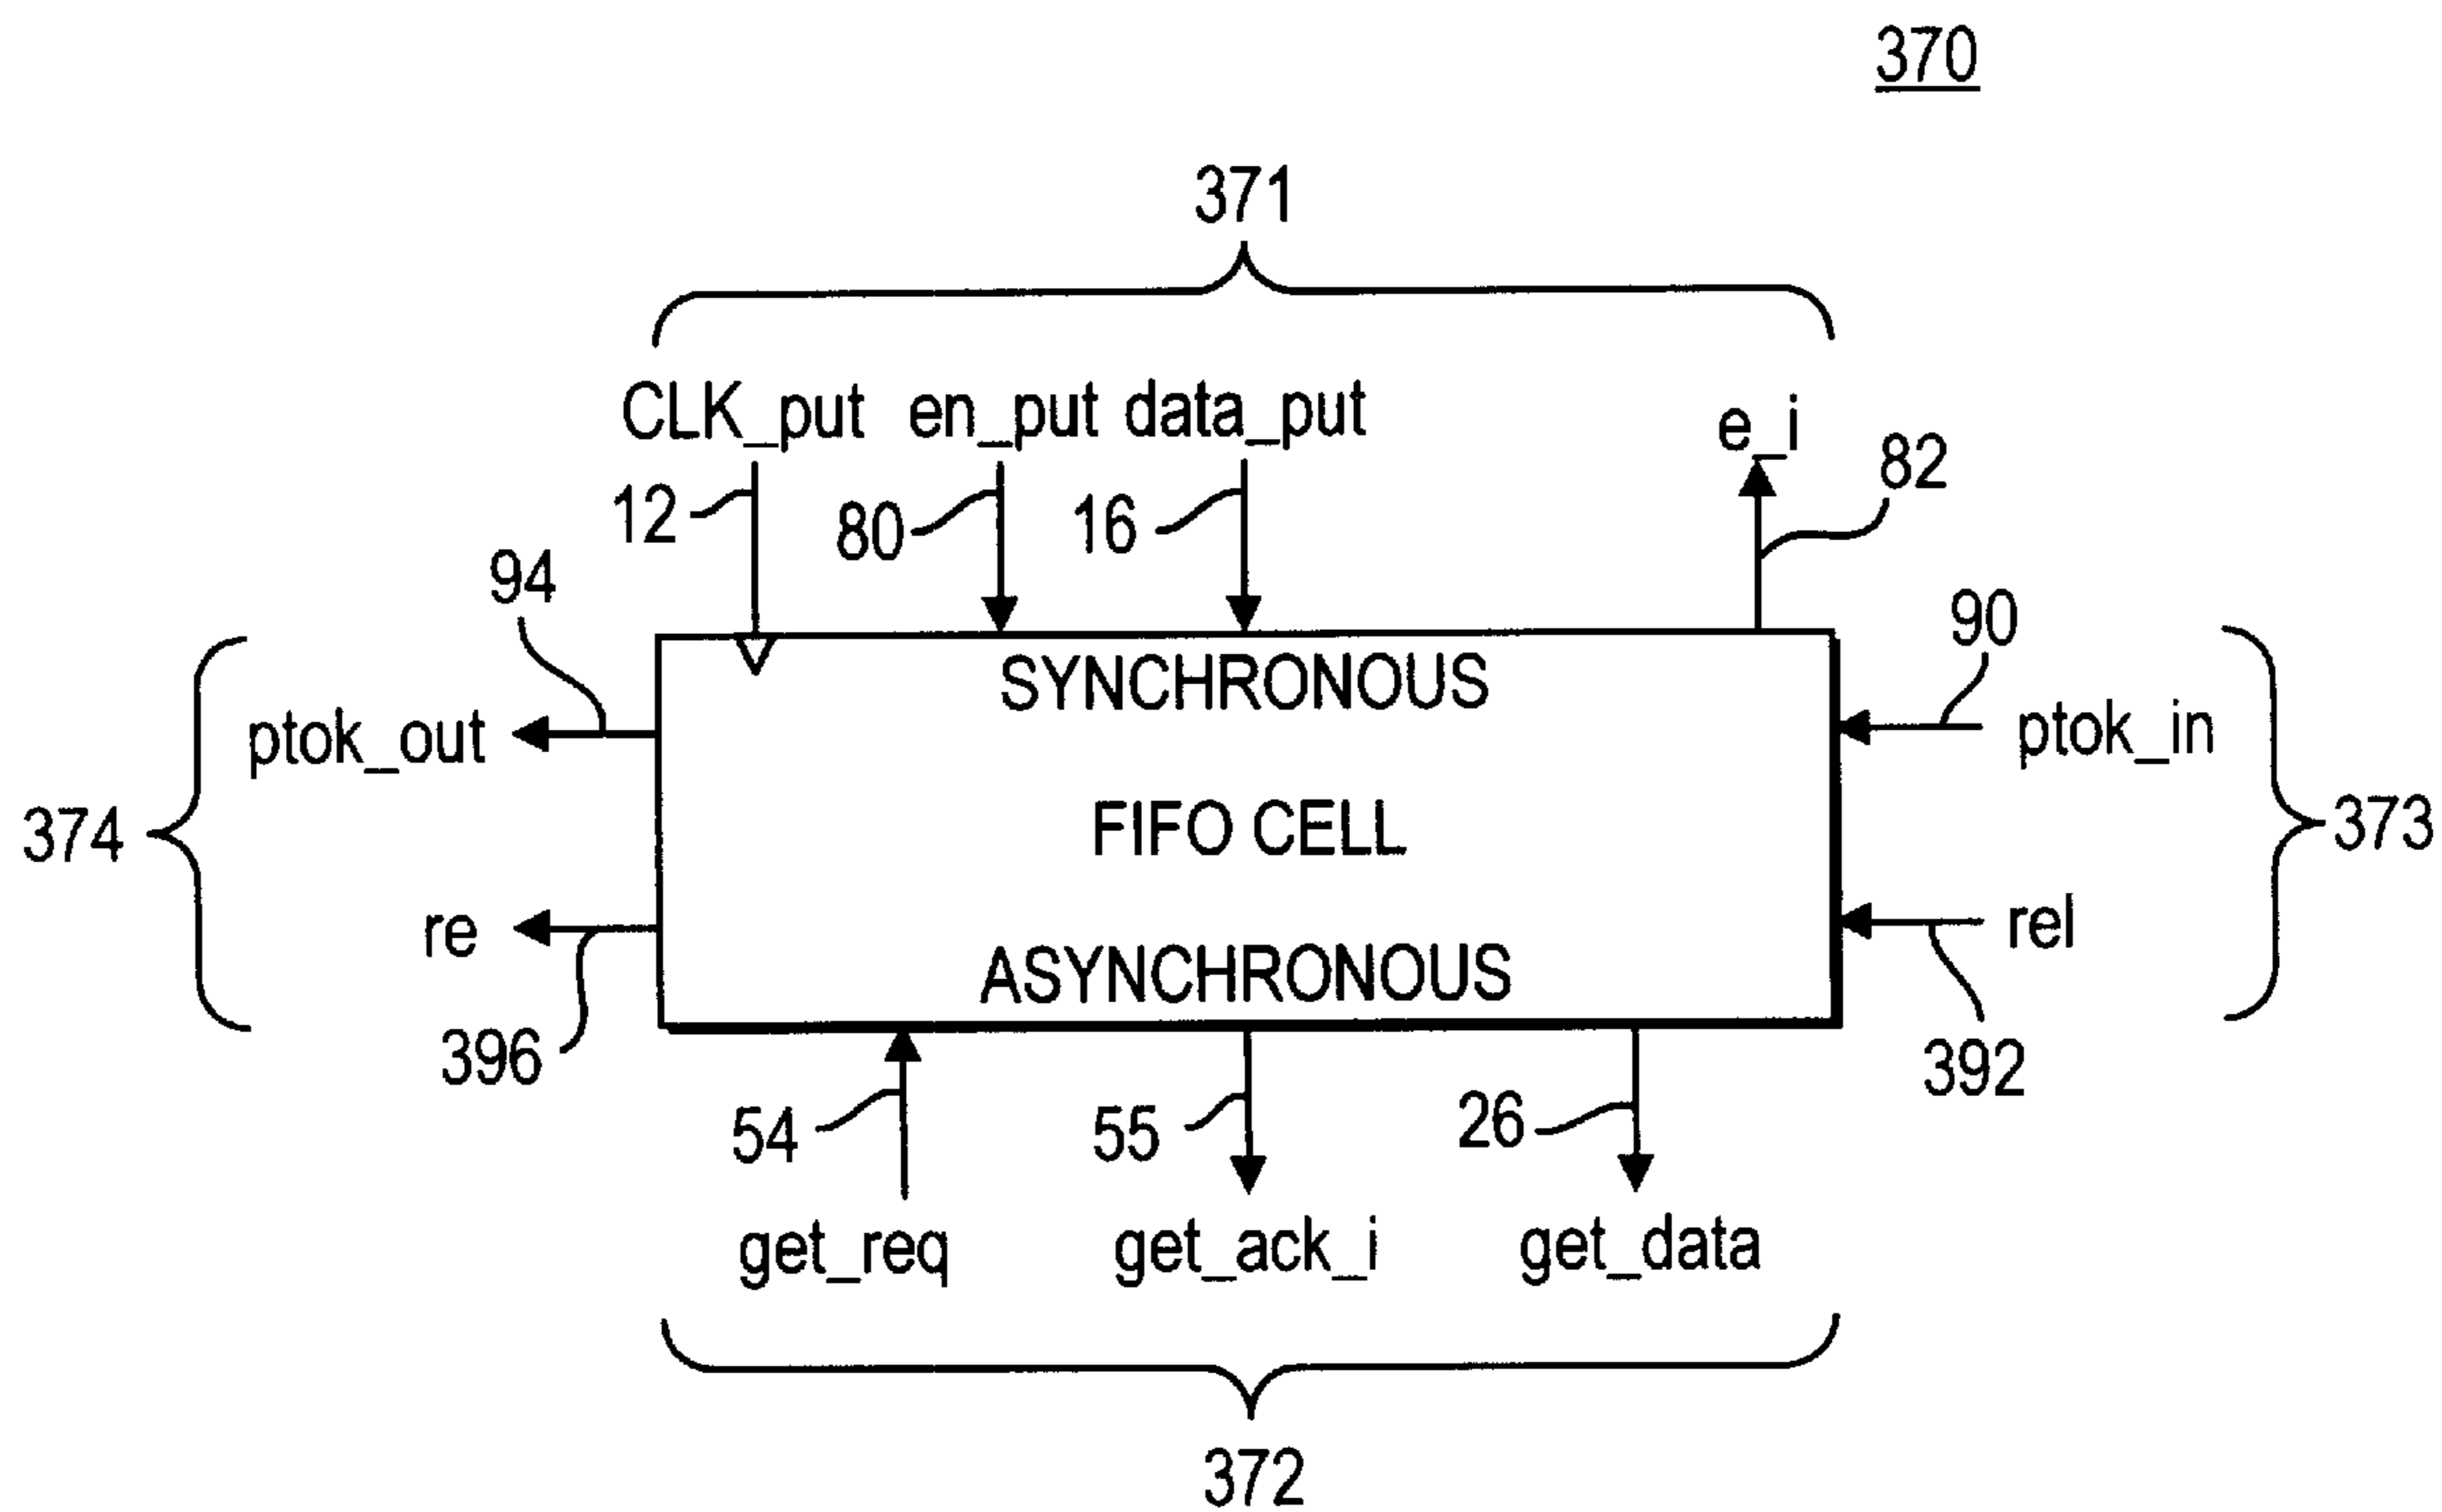 370
371
CLK_put en_put data_put e_i
12 80 16 82
94 90
SYNCHRONOUS
ptok_out ptok_in
374 FIFO CELL 373
re rel
ASYNCHRONOUS
396 392
54 55 26
get_req get_ack_i get_data
372